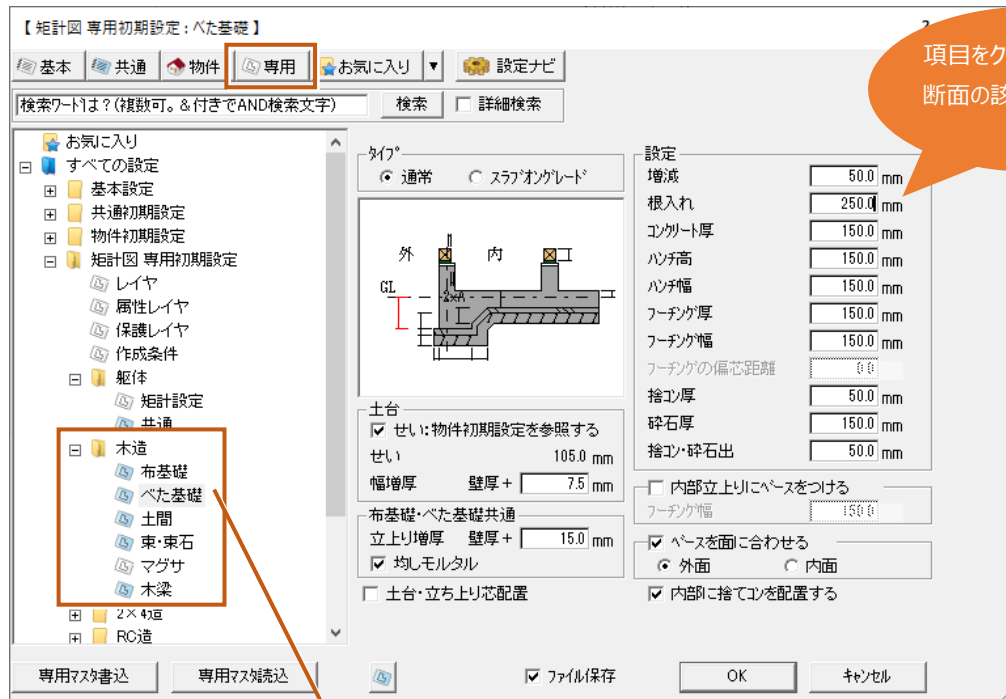 【 矩計図 専用初期設定 : べた基礎 】
基本 共通 物件 専用 お気に入り ▼ 設定ナビ
検索ワードは？(複数可。&付きでAND検索文字) 検索 詳細検索
項目をク
断面の該
お気に入り
すべての設定
基本設定
共通初期設定
物件初期設定
矩計図 専用初期設定
レイヤ
属性レイヤ
保護レイヤ
作成条件
躯体
矩計設定
共通
木造
布基礎
べた基礎
土間
束・束石
マグサ
木梁
2×4造
RC造
タイプ
通常 スラブオングレード
外 内
GL
2×A
土台
せい:物件初期設定を参照する
せい 105.0 mm
幅増厚 壁厚 + 7.5 mm
布基礎・べた基礎共通
立上り増厚 壁厚 + 15.0 mm
均しモルタル
土台・立ち上り芯配置
設定
増減 50.0 mm
根入れ 250.0 mm
コンクリート厚 150.0 mm
ハンチ高 150.0 mm
ハンチ幅 150.0 mm
フーチング厚 150.0 mm
フーチング幅 150.0 mm
フーチングの偏芯距離 0.0
捨コン厚 50.0 mm
砕石厚 150.0 mm
捨コン・砕石出 50.0 mm
内部立上りにベースをつける
フーチング幅 150.0
ベースを面に合わせる
外面 内面
内部に捨てコンを配置する
専用マスタ書込 専用マスタ読込 ファイル保存 OK キャンセル